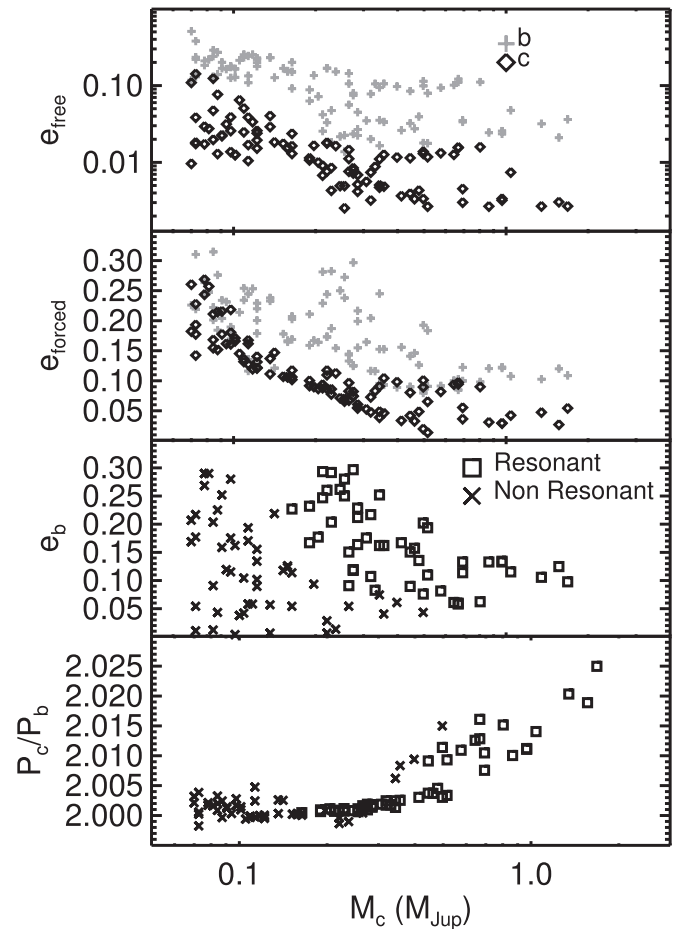 b
c
0.10
0.01
e_free
0.30
0.25
0.20
0.15
0.10
0.05
e_forced
Resonant
Non Resonant
0.30
0.25
0.20
0.15
0.10
0.05
e_b
2.025
2.020
2.015
2.010
2.005
2.000
P_c/P_b
0.1
1.0
M_c (M_Jup)